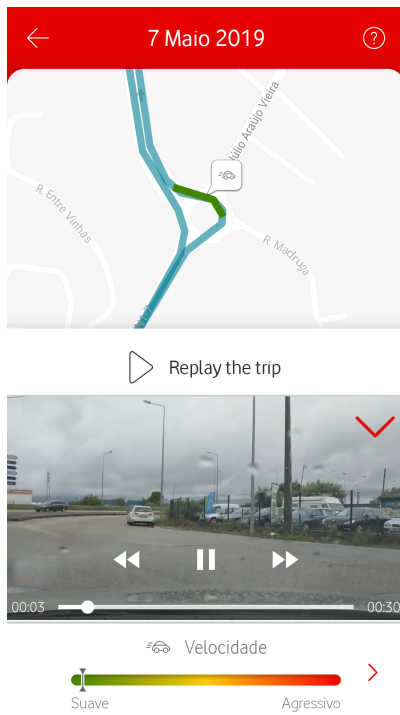 7 Maio 2019
?
Júlio Araújo Vieira
R. Entre Vinhas
R. Madruga
Replay the trip
00:03
00:30
Velocidade
Suave
Agressivo